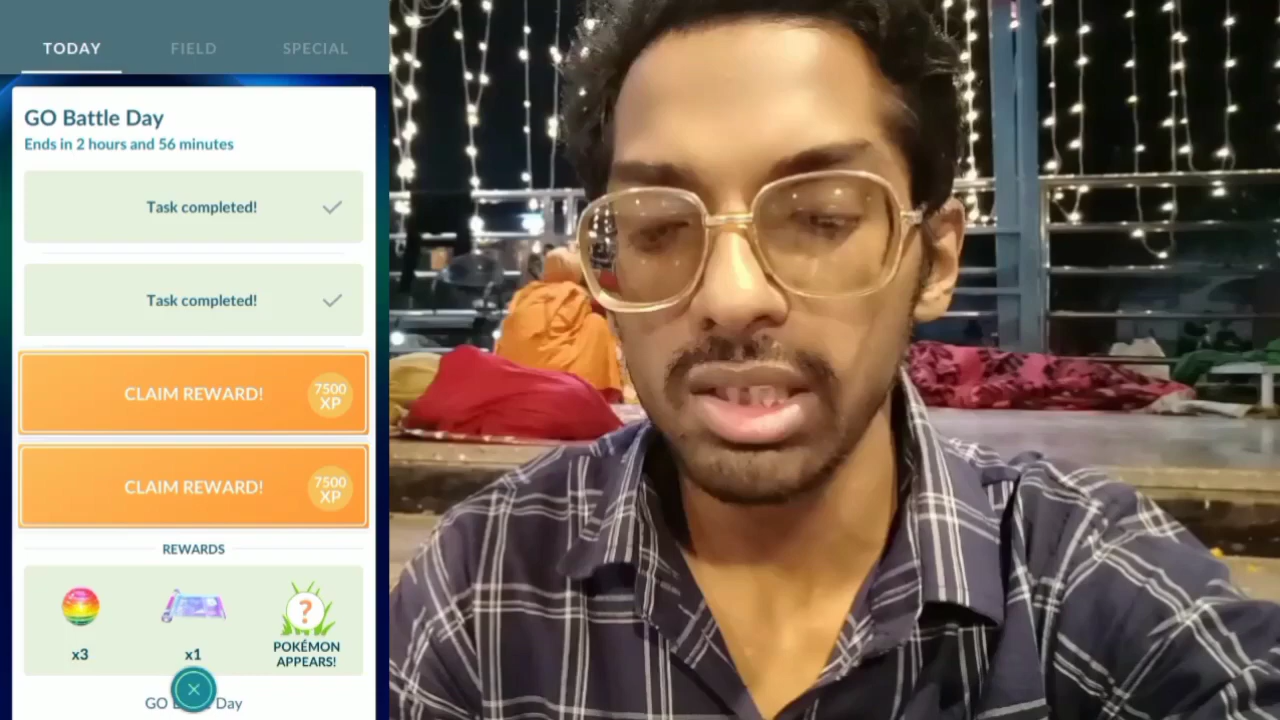 TODAY FIELD SPECIAL
GO Battle Day
Ends in 2 hours and 56 minutes
Task completed!
Task completed!
CLAIM REWARD! 7500 XP
CLAIM REWARD! 7500 XP
REWARDS
x3 x1 ? POKÉMON APPEARS!
GO Day